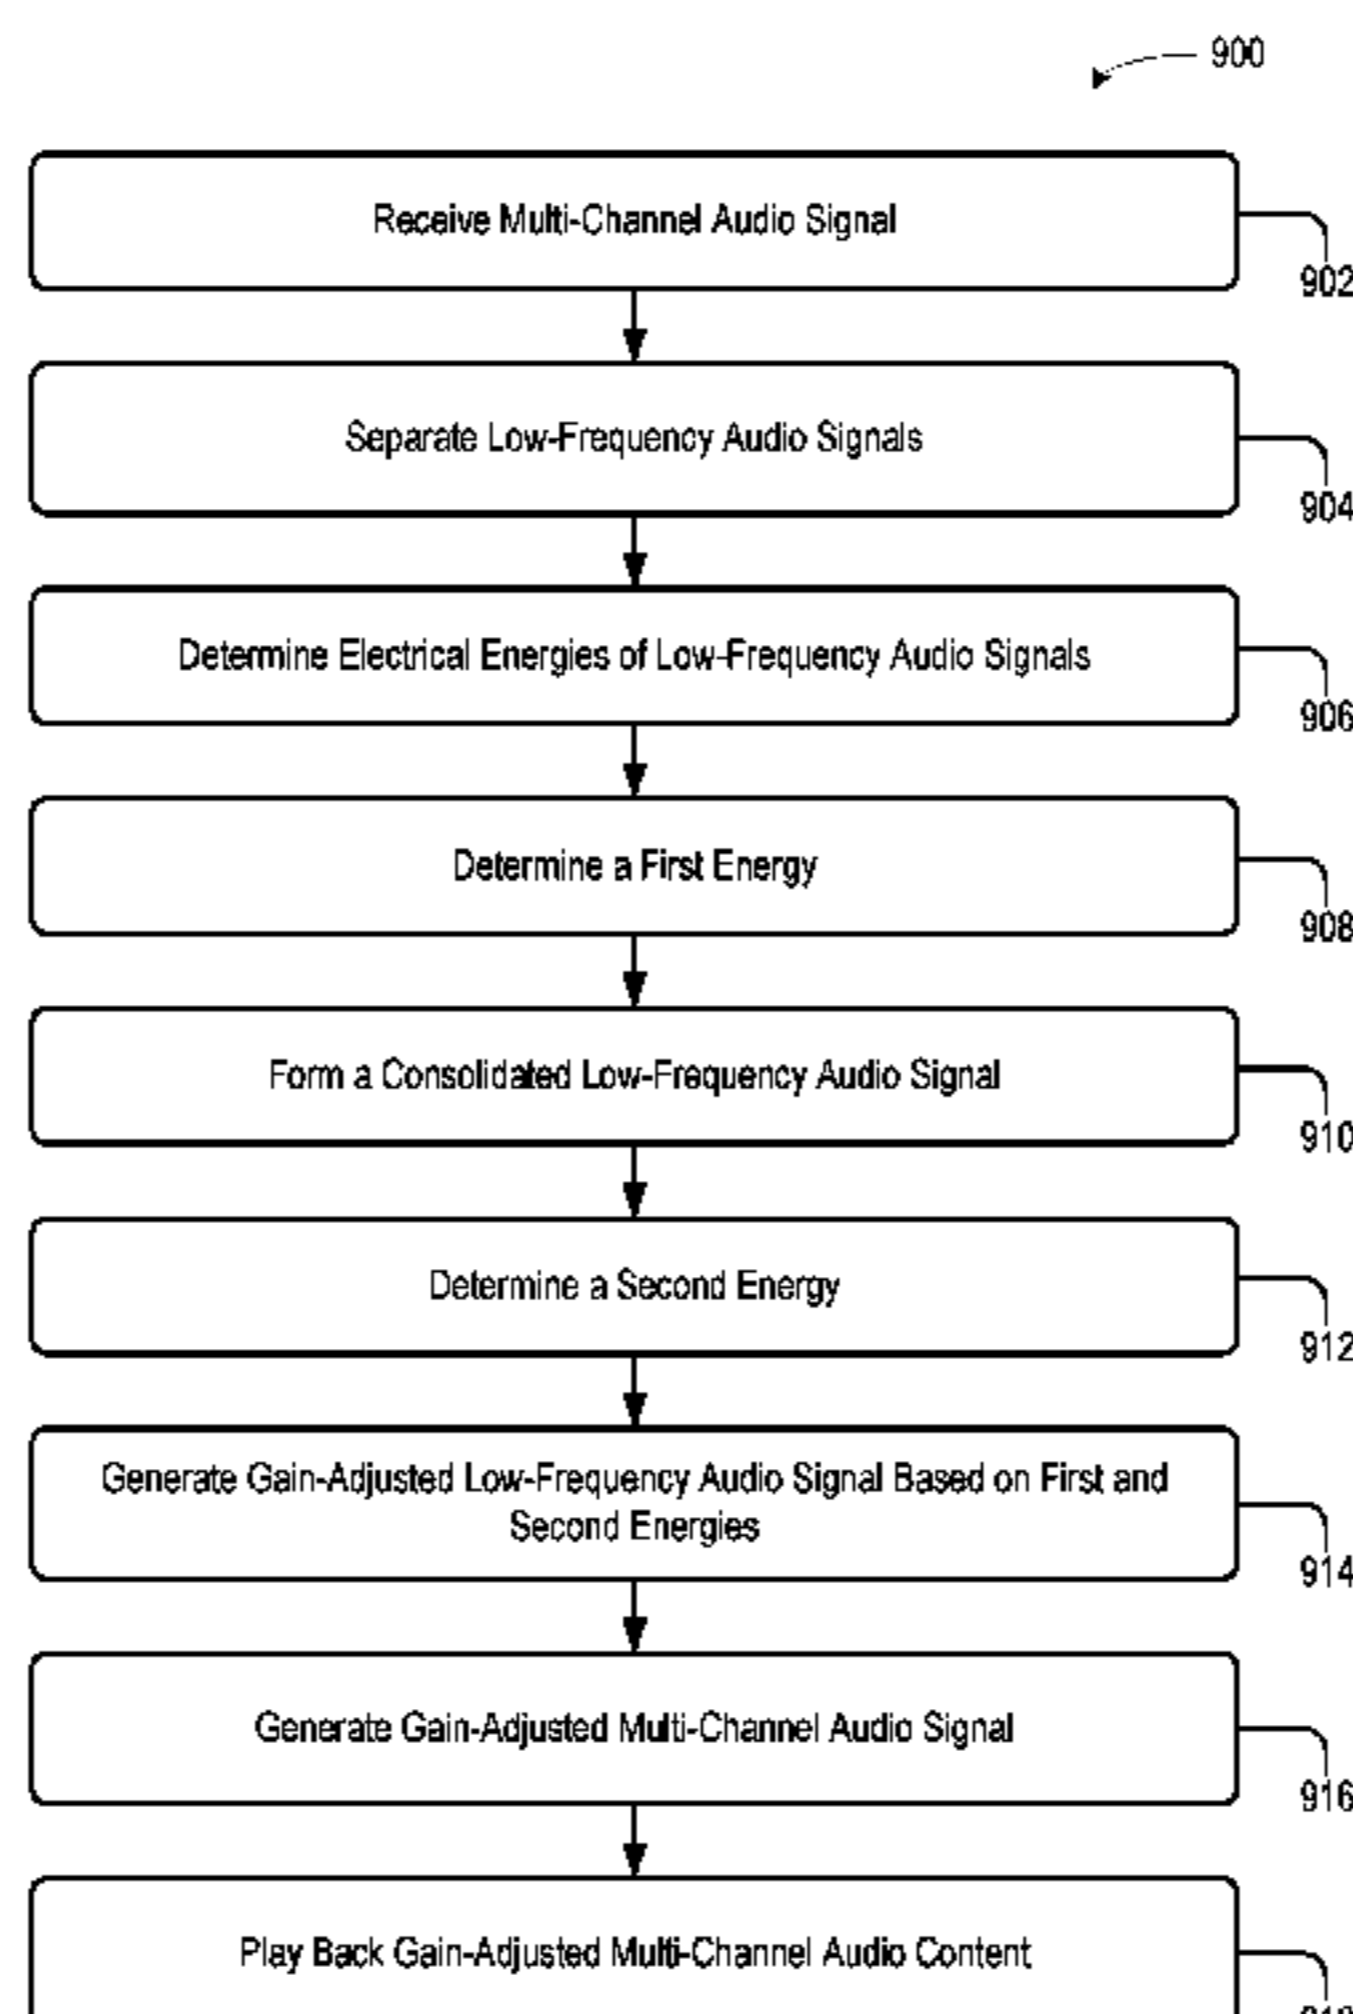 900
Receive Multi-Channel Audio Signal
902
Separate Low-Frequency Audio Signals
904
Determine Electrical Energies of Low-Frequency Audio Signals
906
Determine a First Energy
908
Form a Consolidated Low-Frequency Audio Signal
910
Determine a Second Energy
912
Generate Gain-Adjusted Low-Frequency Audio Signal Based on First and
Second Energies
914
Generate Gain-Adjusted Multi-Channel Audio Signal
916
Play Back Gain-Adjusted Multi-Channel Audio Content